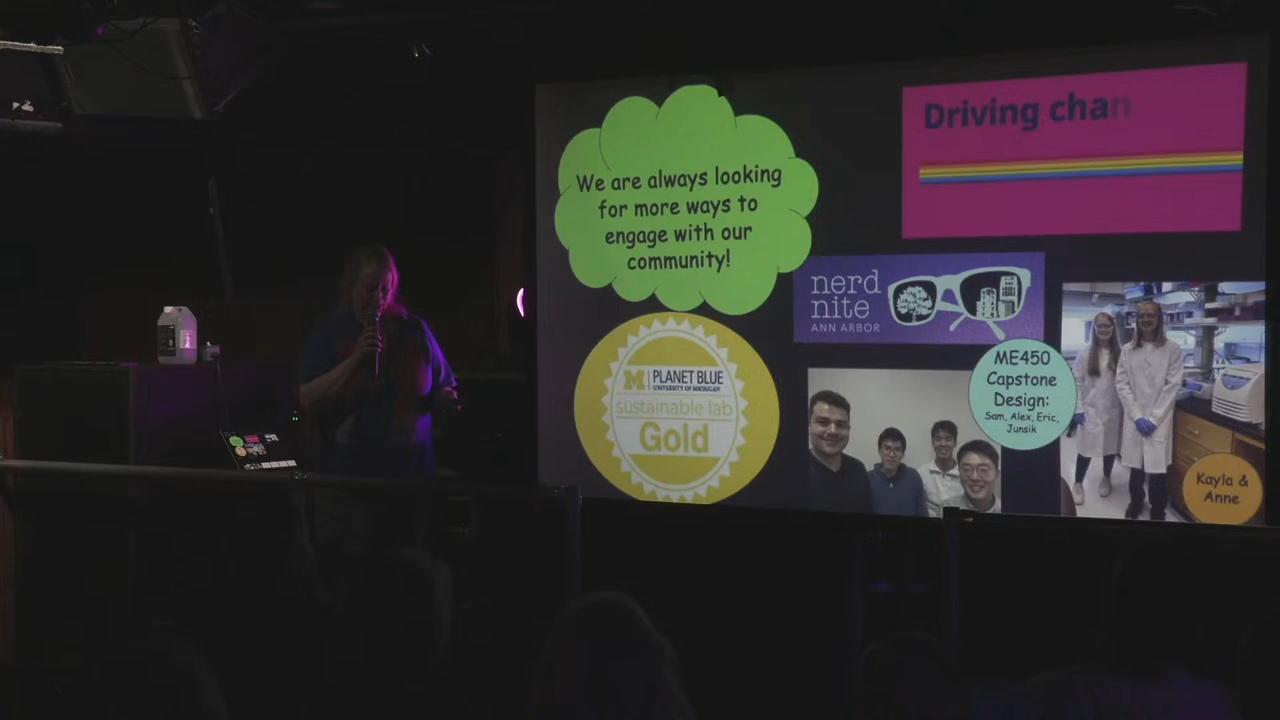 We are always looking
for more ways to
engage with our
community!
Driving chan
nerd
nite
ANN ARBOR
M PLANET BLUE
UNIVERSITY OF MICHIGAN
sustainable lab
Gold
ME450
Capstone
Design:
Sam, Alex, Eric,
Junsik
Kayla &
Anne